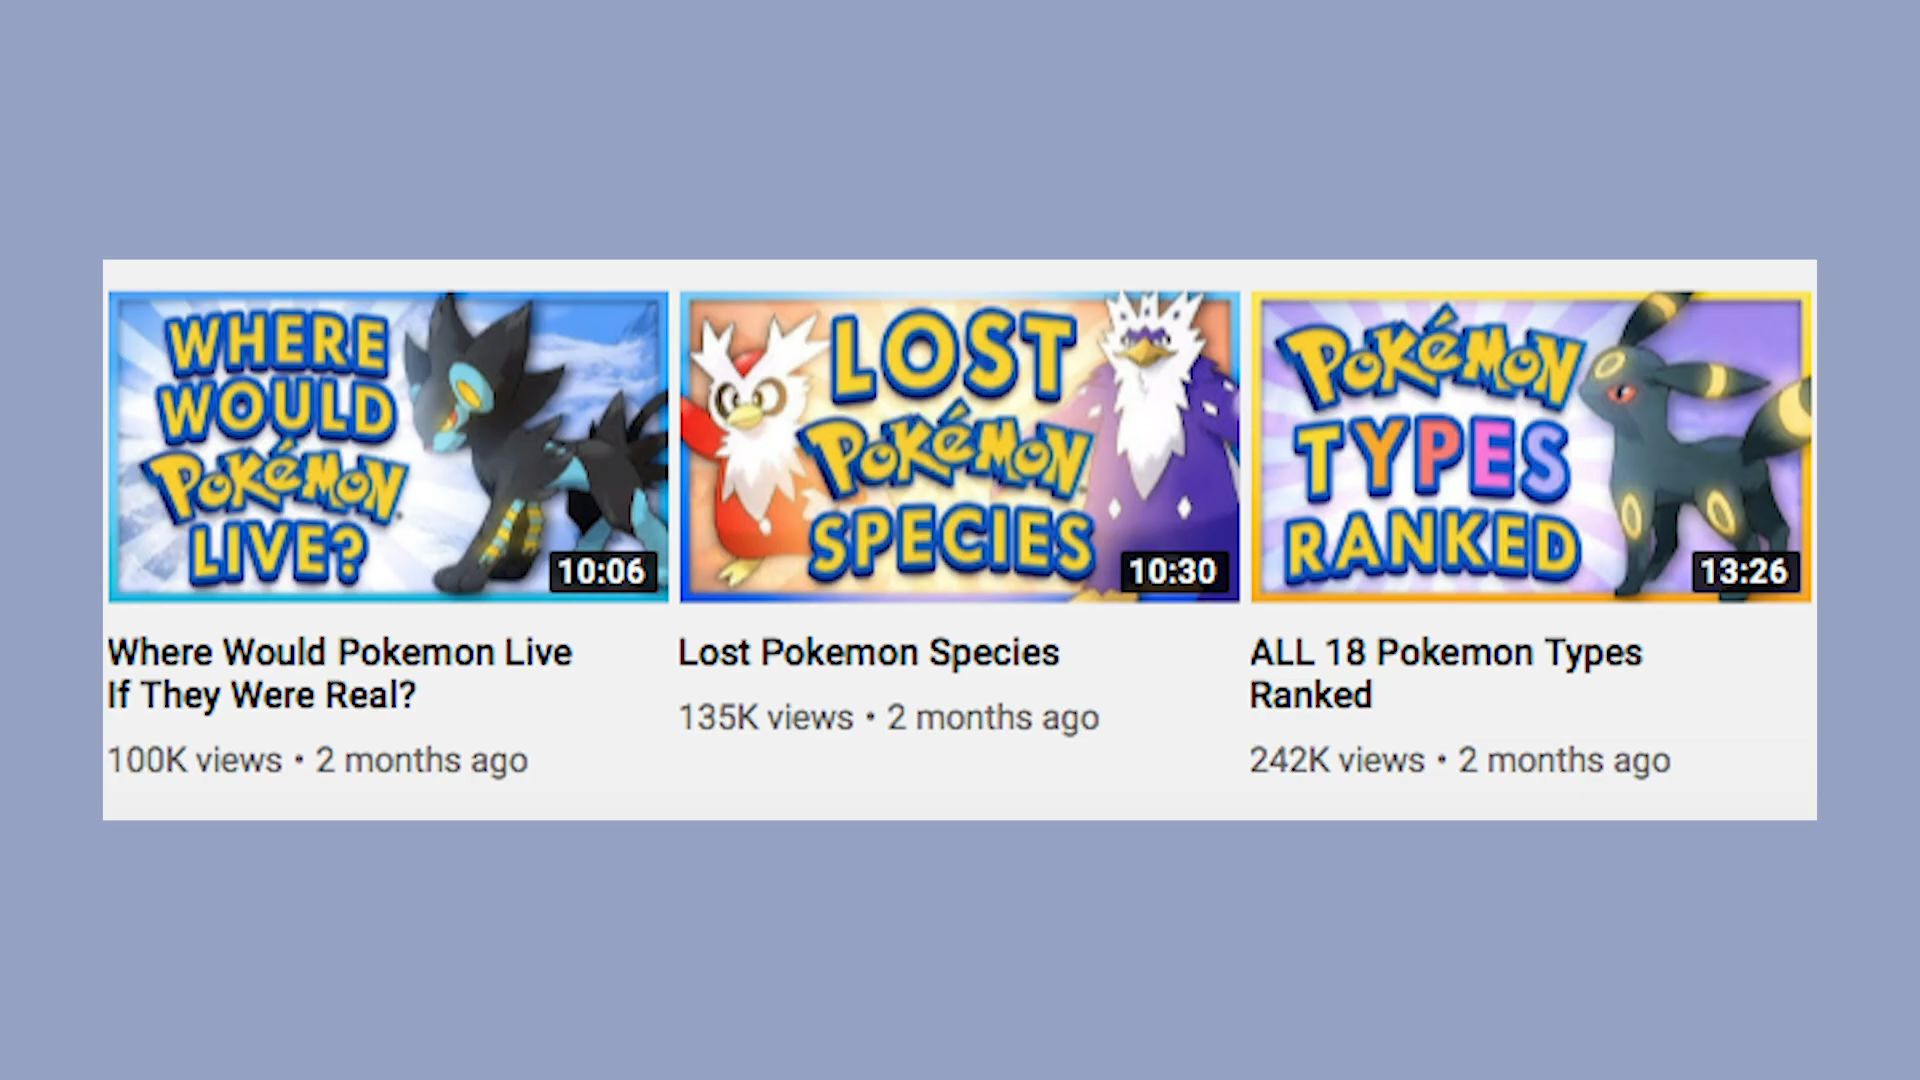 WHERE
WOULD
POKéMON
LIVE?
10:06
LOST
POKéMON
SPECIES
10:30
POKéMON
TYPES
RANKED
13:26
Where Would Pokemon Live
If They Were Real?
100K views • 2 months ago
Lost Pokemon Species
135K views • 2 months ago
ALL 18 Pokemon Types
Ranked
242K views • 2 months ago